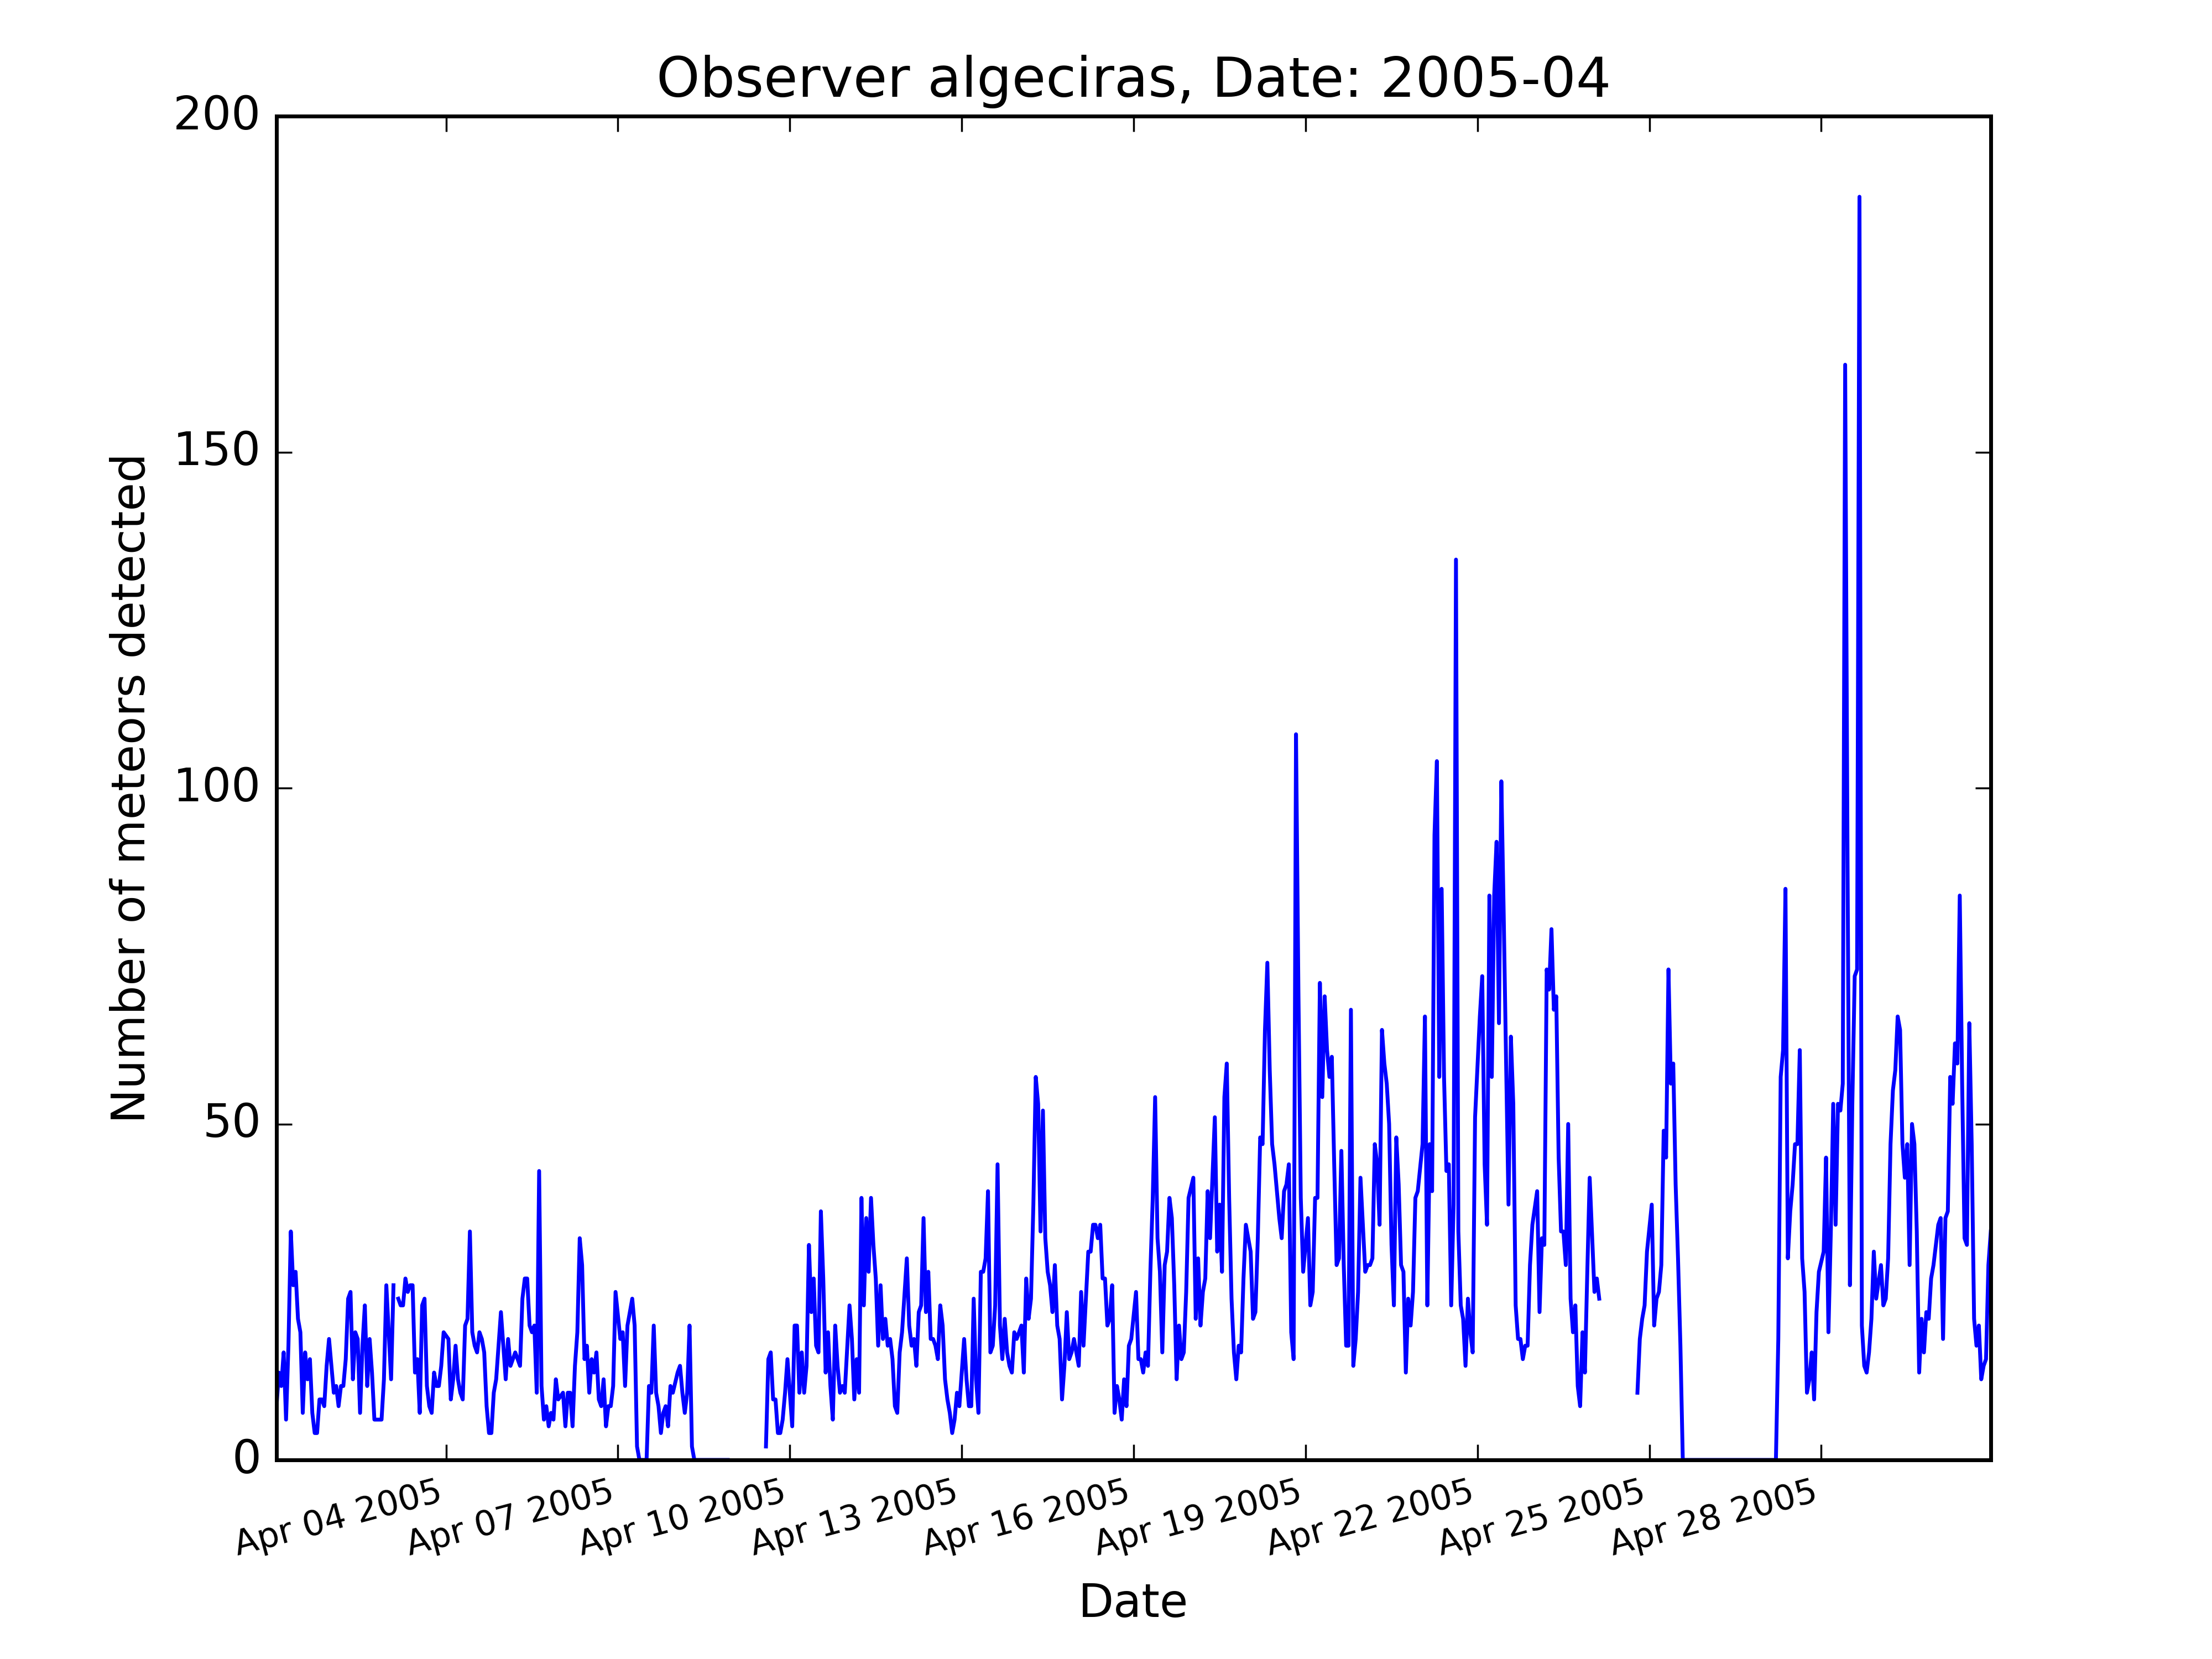 Observer algeciras, Date: 2005-04
200
150
100
50
0
Number of meteors detected
Apr 04 2005
Apr 07 2005
Apr 10 2005
Apr 13 2005
Apr 16 2005
Apr 19 2005
Apr 22 2005
Apr 25 2005
Apr 28 2005
Date